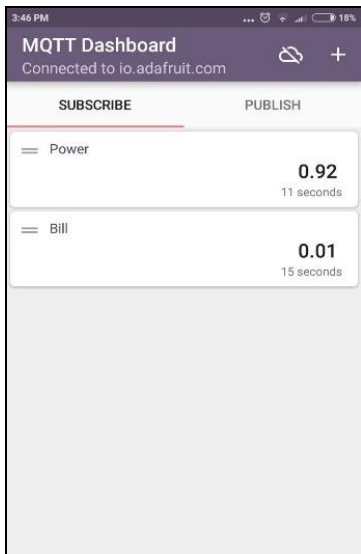 3:46 PM ... 18%
MQTT Dashboard
Connected to io.adafruit.com
SUBSCRIBE PUBLISH
Power
0.92
11 seconds
Bill
0.01
15 seconds